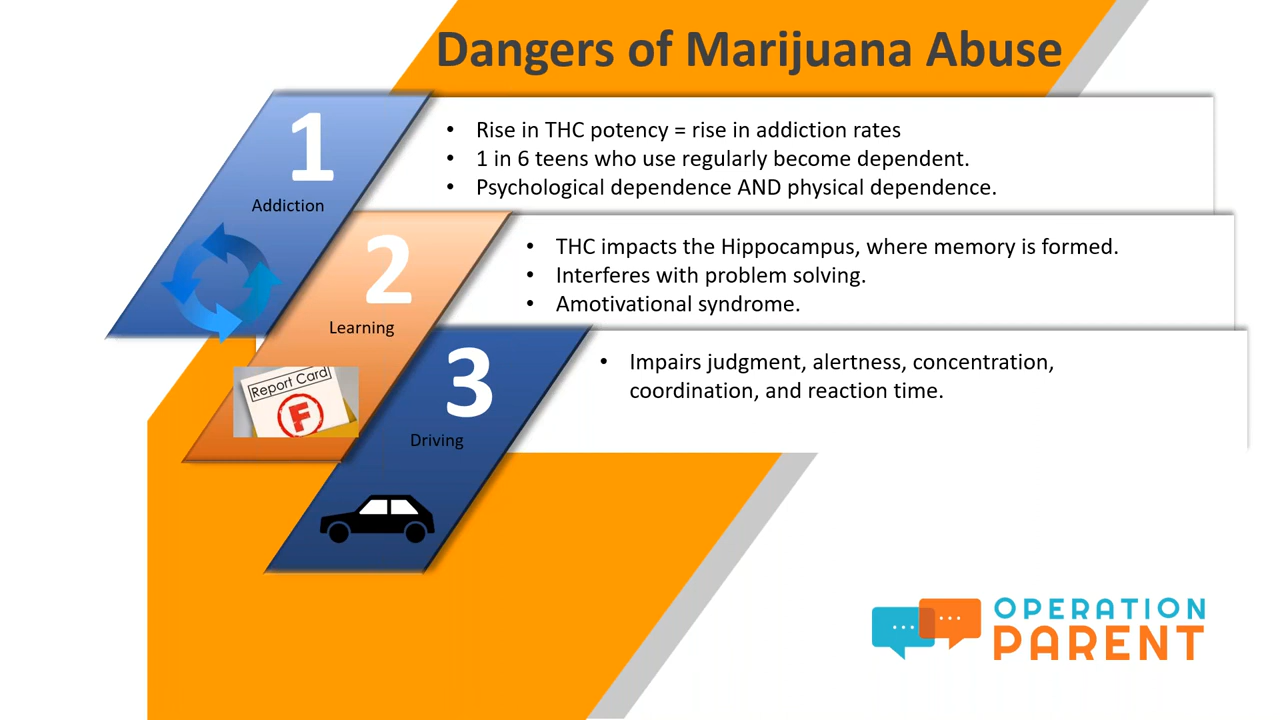 Dangers of Marijuana Abuse
1
Addiction
• Rise in THC potency = rise in addiction rates
• 1 in 6 teens who use regularly become dependent.
• Psychological dependence AND physical dependence.
2
Learning
Report Card
F
• THC impacts the Hippocampus, where memory is formed.
• Interferes with problem solving.
• Amotivational syndrome.
3
Driving
• Impairs judgment, alertness, concentration,
coordination, and reaction time.
OPERATION
PARENT